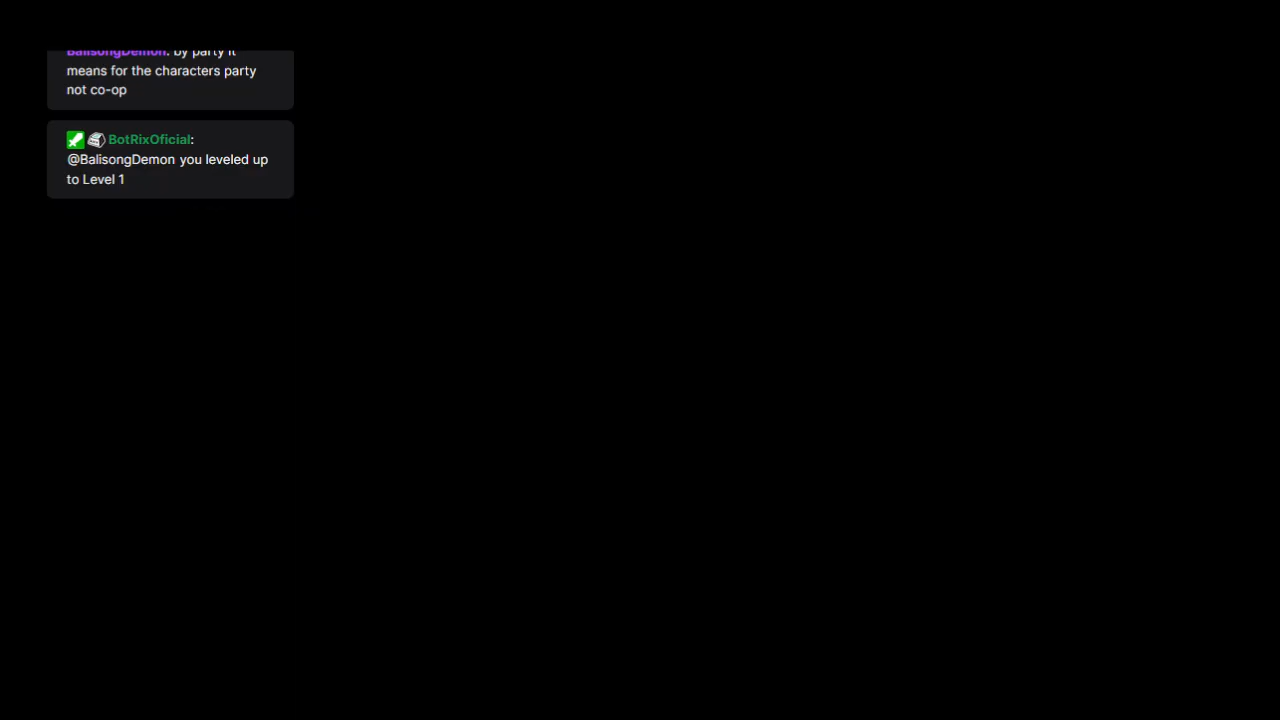 BalisongDemon: by party it
means for the characters party
not co-op
BotRixOficial:
@BalisongDemon you leveled up
to Level 1